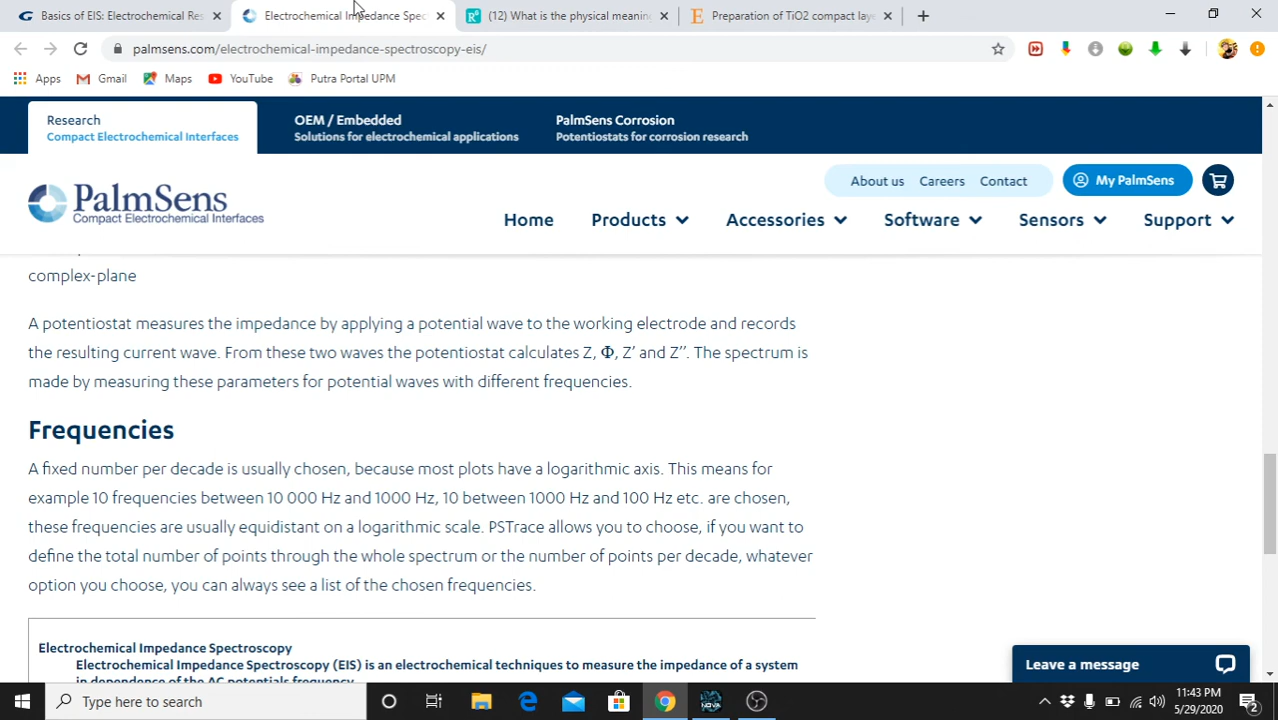 Basics of EIS: Electrochemical Res
Electrochemical Impedance Spec
(12) What is the physical meaning
Preparation of TiO2 compact laye
palmsens.com/electrochemical-impedance-spectroscopy-eis/
Apps
Gmail
Maps
YouTube
Putra Portal UPM
Research
Compact Electrochemical Interfaces
OEM / Embedded
Solutions for electrochemical applications
PalmSens Corrosion
Potentiostats for corrosion research
PalmSens
Compact Electrochemical Interfaces
About us
Careers
Contact
My PalmSens
Home
Products
Accessories
Software
Sensors
Support
complex-plane
A potentiostat measures the impedance by applying a potential wave to the working electrode and records
the resulting current wave. From these two waves the potentiostat calculates Z, Φ, Z’ and Z’’. The spectrum is
made by measuring these parameters for potential waves with different frequencies.
Frequencies
A fixed number per decade is usually chosen, because most plots have a logarithmic axis. This means for
example 10 frequencies between 10 000 Hz and 1000 Hz, 10 between 1000 Hz and 100 Hz etc. are chosen,
these frequencies are usually equidistant on a logarithmic scale. PSTrace allows you to choose, if you want to
define the total number of points through the whole spectrum or the number of points per decade, whatever
option you choose, you can always see a list of the chosen frequencies.
Electrochemical Impedance Spectroscopy
Electrochemical Impedance Spectroscopy (EIS) is an electrochemical techniques to measure the impedance of a system
in dependence of the AC potentials frequency
Leave a message
Type here to search
NOVA
11:43 PM
5/29/2020
2